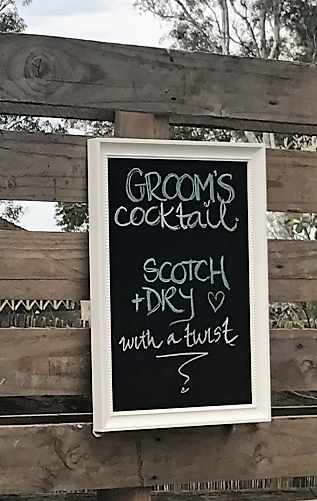 GROOM'S
cocktail
SCOTCH
+DRY ♡
with a twist